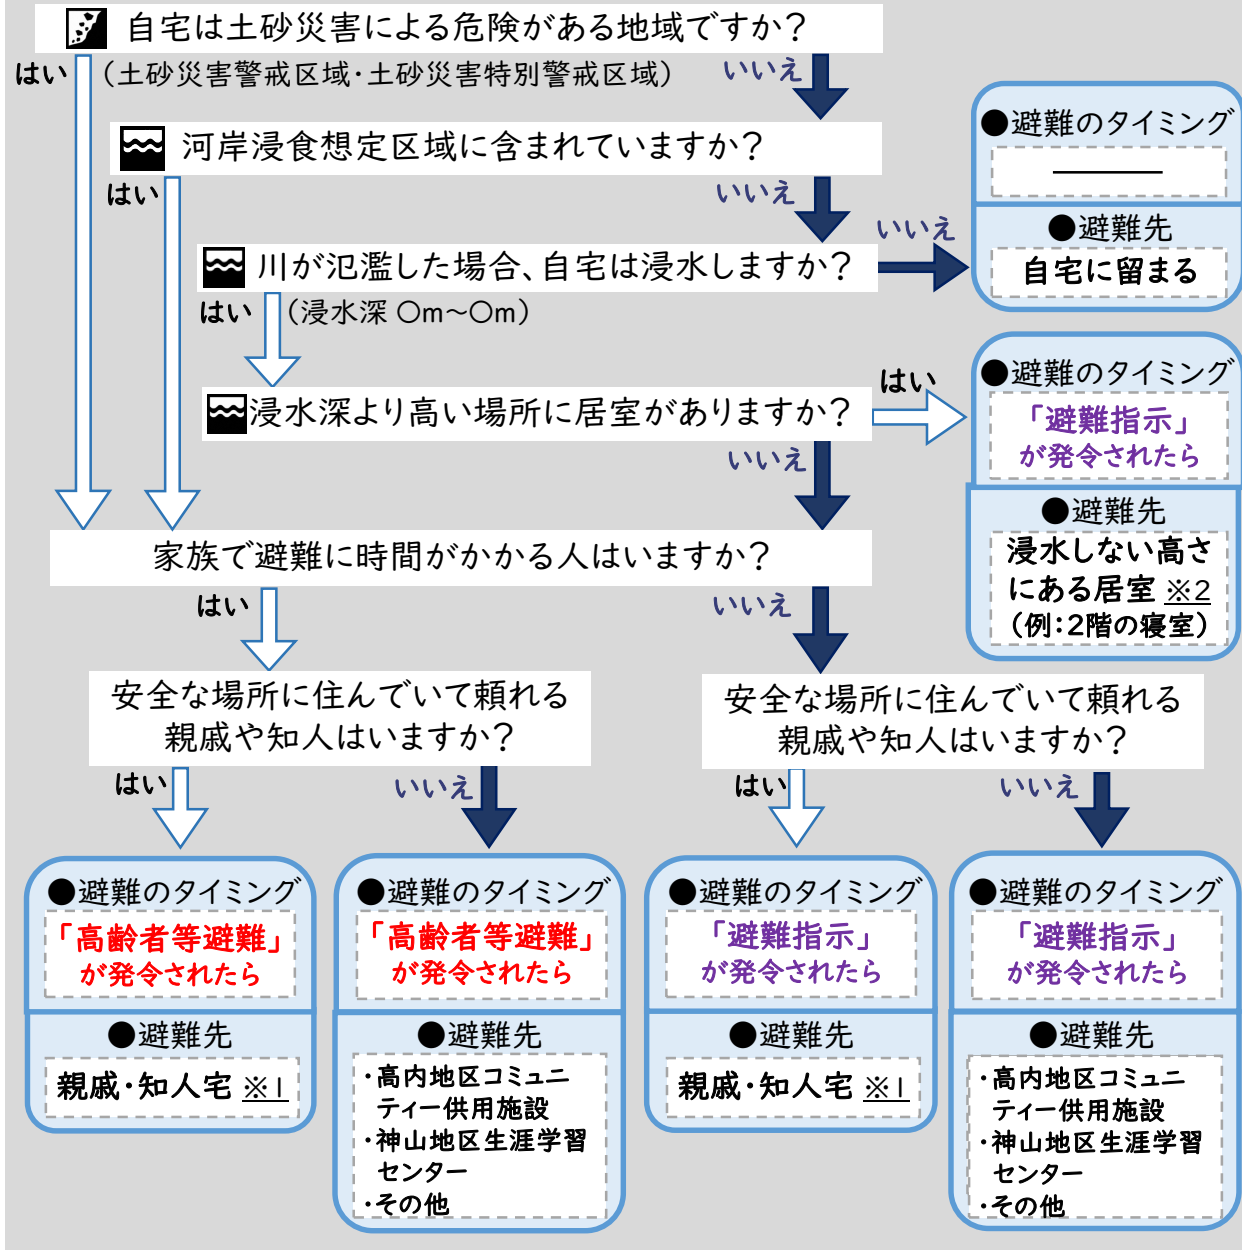 自宅は土砂災害による危険がある地域ですか？
はい
（土砂災害警戒区域・土砂災害特別警戒区域）
いいえ
河岸浸食想定区域に含まれていますか？
はい
いいえ
川が氾濫した場合、自宅は浸水しますか？
いいえ
はい
（浸水深 〇m～〇m）
●避難のタイミング
―
●避難先
自宅に留まる
浸水深より高い場所に居室がありますか？
はい
いいえ
●避難のタイミング
「避難指示」
が発令されたら
●避難先
浸水しない高さ
にある居室 ※2
（例：2階の寝室）
家族で避難に時間がかかる人はいますか？
はい
いいえ
安全な場所に住んでいて頼れる
親戚や知人はいますか？
はい
いいえ
安全な場所に住んでいて頼れる
親戚や知人はいますか？
はい
いいえ
●避難のタイミング
「高齢者等避難」
が発令されたら
●避難先
親戚・知人宅 ※1
●避難のタイミング
「高齢者等避難」
が発令されたら
●避難先
・高内地区コミュニ
ティー供用施設
・神山地区生涯学習
センター
・その他
●避難のタイミング
「避難指示」
が発令されたら
●避難先
親戚・知人宅 ※1
●避難のタイミング
「避難指示」
が発令されたら
●避難先
・高内地区コミュニ
ティー供用施設
・神山地区生涯学習
センター
・その他